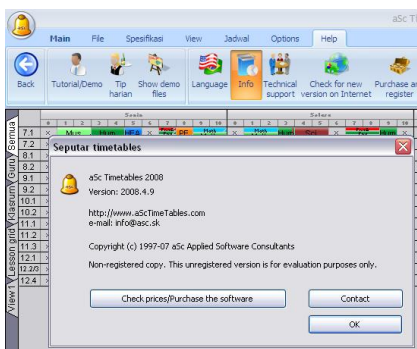 aSc Ti
Main File Spesifikasi View Jadwal Options Help
Back Tutorial/Demo Tip harian Show demo files Language Info Technical support Check for new version on Internet Purchase an register
Senin Selasa
Semua
Guru
Klasrum
Lesson grid
View 1
7.1
7.2
8.1
8.2
9.1
9.2
10.1
10.2
11.1
11.2
11.3
12.1
12.2/3
12.4
Seputar timetables
aSc Timetables 2008
Version: 2008.4.9
http://www.aScTimeTables.com
e-mail: info@asc.sk
Copyright (c) 1997-07 aSc Applied Software Consultants
Non-registered copy. This unregistered version is for evaluation purposes only.
Check prices/Purchase the software Contact
OK